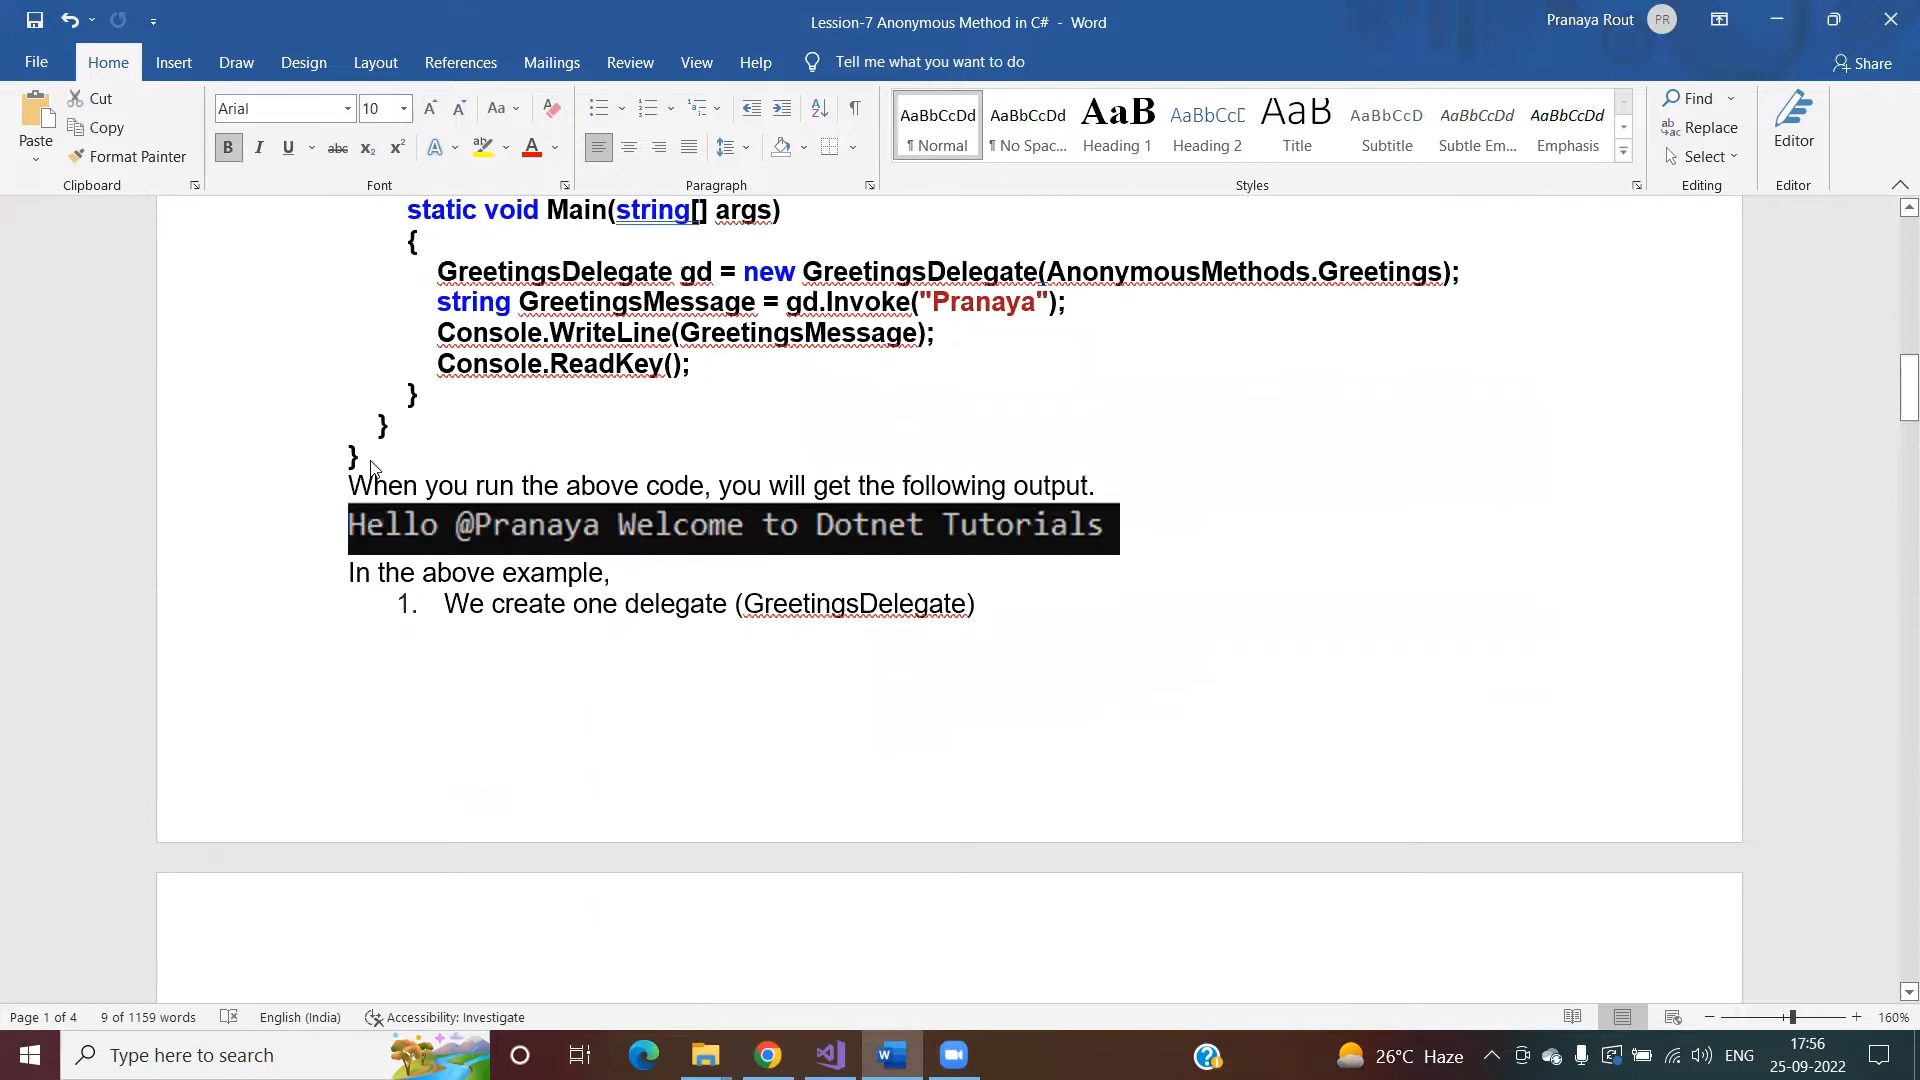 Lession-7 Anonymous Method in C# - Word
Pranaya Rout PR
File Home Insert Draw Design Layout References Mailings Review View Help Tell me what you want to do Share
Paste Cut Copy Format Painter
Arial 10
Clipboard Font Paragraph
AaBbCcDd AaBbCcDd AaB AaBbCcD AaB AaBbCcD AaBbCcDd AaBbCcDd
¶ Normal ¶ No Spac... Heading 1 Heading 2 Title Subtitle Subtle Em... Emphasis
Styles
Find Replace Select
Editing
Editor
Editor
static void Main(string[] args)
{
GreetingsDelegate gd = new GreetingsDelegate(AnonymousMethods.Greetings);
string GreetingsMessage = gd.Invoke("Pranaya");
Console.WriteLine(GreetingsMessage);
Console.ReadKey();
}
}
}
When you run the above code, you will get the following output.
Hello @Pranaya Welcome to Dotnet Tutorials
In the above example,
1. We create one delegate (GreetingsDelegate)
Page 1 of 4 9 of 1159 words English (India) Accessibility: Investigate 160%
Type here to search 26°C Haze ENG 17:56
25-09-2022